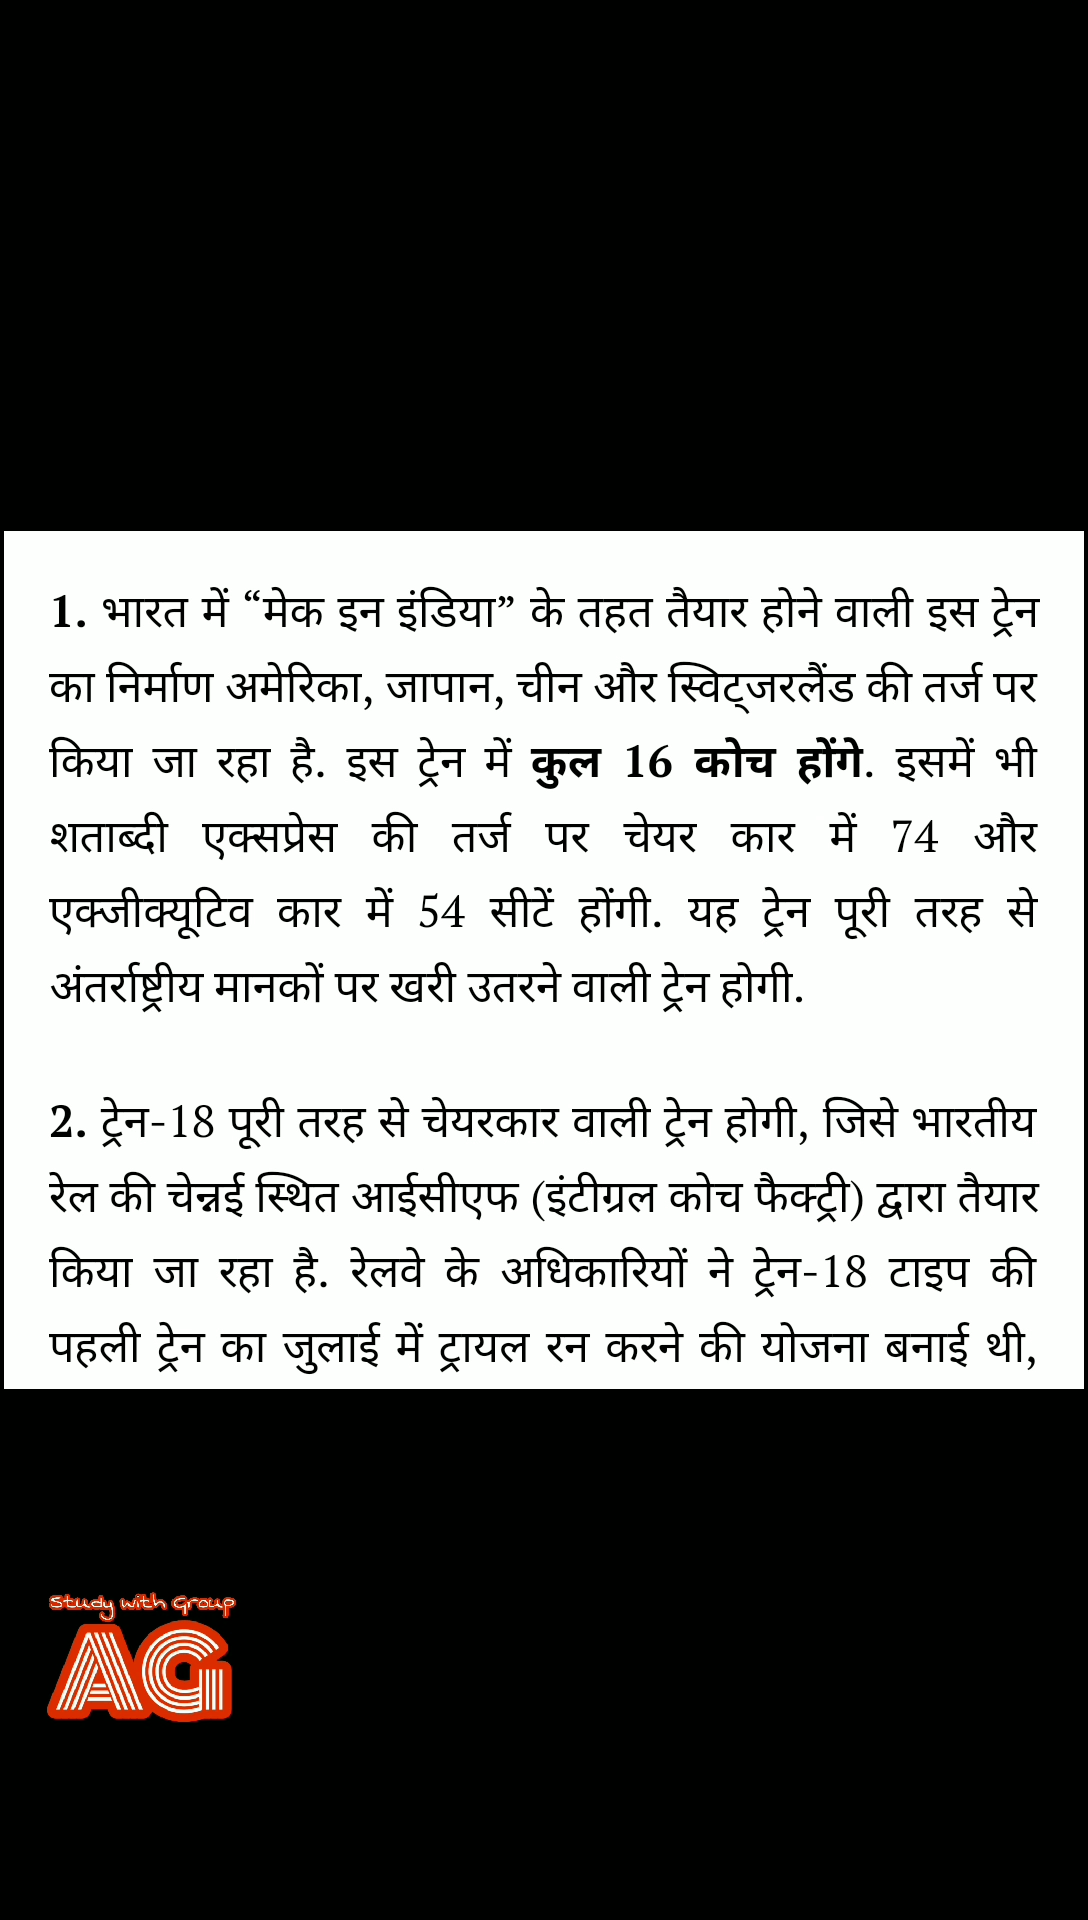 1. भारत में “मेक इन इंडिया” के तहत तैयार होने वाली इस ट्रेन
का निर्माण अमेरिका, जापान, चीन और स्विट्जरलैंड की तर्ज पर
किया जा रहा है. इस ट्रेन में कुल 16 कोच होंगे. इसमें भी
शताब्दी एक्सप्रेस की तर्ज पर चेयर कार में 74 और
एक्जीक्यूटिव कार में 54 सीटें होंगी. यह ट्रेन पूरी तरह से
अंतर्राष्ट्रीय मानकों पर खरी उतरने वाली ट्रेन होगी.
2. ट्रेन-18 पूरी तरह से चेयरकार वाली ट्रेन होगी, जिसे भारतीय
रेल की चेन्नई स्थित आईसीएफ (इंटीग्रल कोच फैक्ट्री) द्वारा तैयार
किया जा रहा है. रेलवे के अधिकारियों ने ट्रेन-18 टाइप की
पहली ट्रेन का जुलाई में ट्रायल रन करने की योजना बनाई थी,
Study with Group
AG